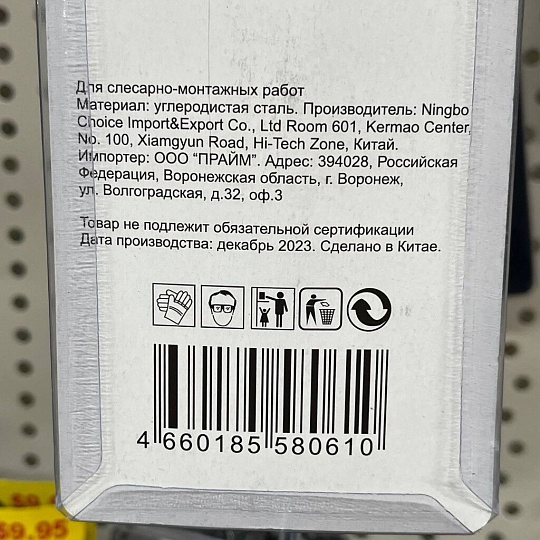 Для слесарно-монтажных работ
Материал: углеродистая сталь. Производитель: Ningbo
Choice Import&Export Co., Ltd Room 601, Kermao Center,
No. 100, Xiamgyun Road, Hi-Tech Zone, Китай.
Импортер: ООО “ПРАЙМ”. Адрес: 394028, Российская
Федерация, Воронежская область, г. Воронеж,
ул. Волгоградская, д.32, оф.3
Товар не подлежит обязательной сертификации
Дата производства: декабрь 2023. Сделано в Китае.
4 660185 580610
$9.95